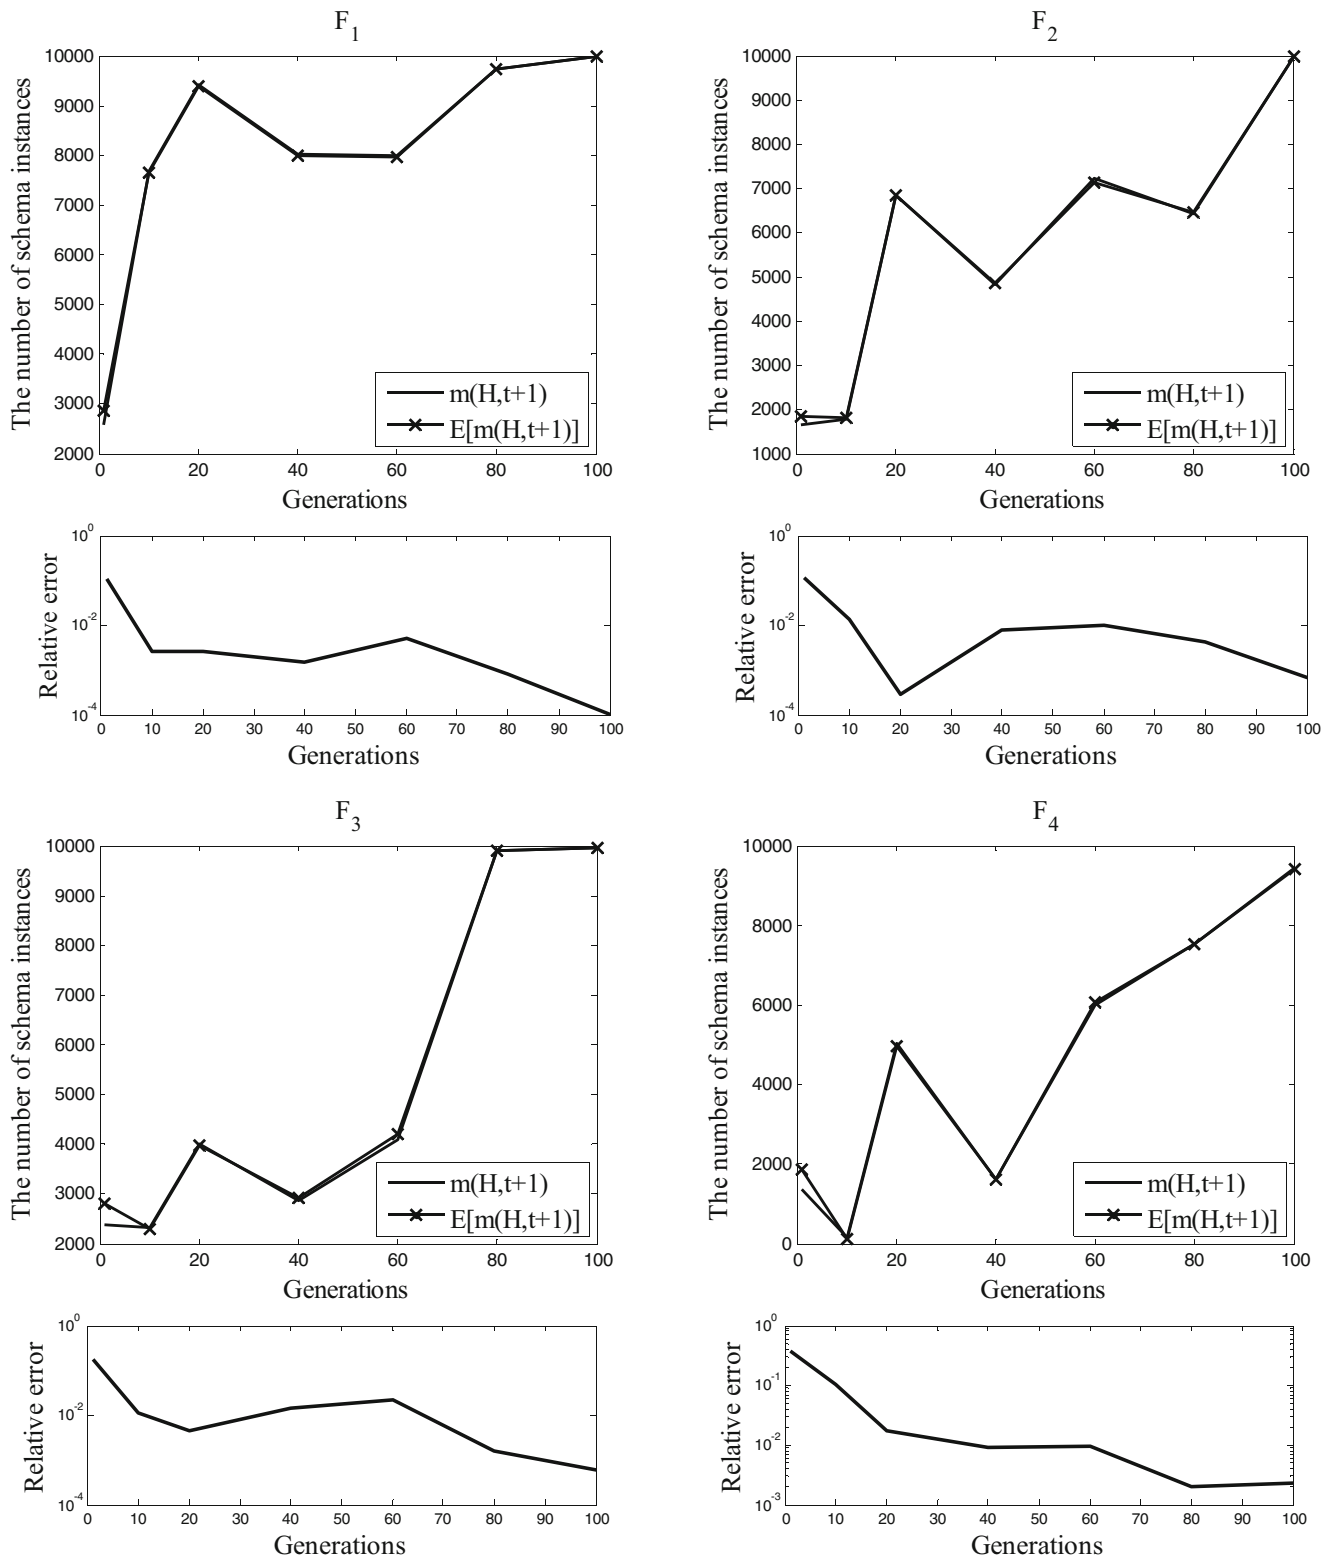 F1
The number of schema instances
10000
9000
8000
7000
6000
5000
4000
3000
2000
m(H,t+1)
E[m(H,t+1)]
0 20 40 60 80 100
Generations
Relative error
10^0
10^-2
10^-4
0 10 20 30 40 50 60 70 80 90 100
Generations
F2
The number of schema instances
10000
9000
8000
7000
6000
5000
4000
3000
2000
1000
m(H,t+1)
E[m(H,t+1)]
0 20 40 60 80 100
Generations
Relative error
10^0
10^-2
10^-4
0 10 20 30 40 50 60 70 80 90 100
Generations
F3
The number of schema instances
10000
9000
8000
7000
6000
5000
4000
3000
2000
m(H,t+1)
E[m(H,t+1)]
0 20 40 60 80 100
Generations
Relative error
10^0
10^-2
10^-4
0 10 20 30 40 50 60 70 80 90 100
Generations
F4
The number of schema instances
10000
8000
6000
4000
2000
0
m(H,t+1)
E[m(H,t+1)]
0 20 40 60 80 100
Generations
Relative error
10^0
10^-1
10^-2
10^-3
0 10 20 30 40 50 60 70 80 90 100
Generations